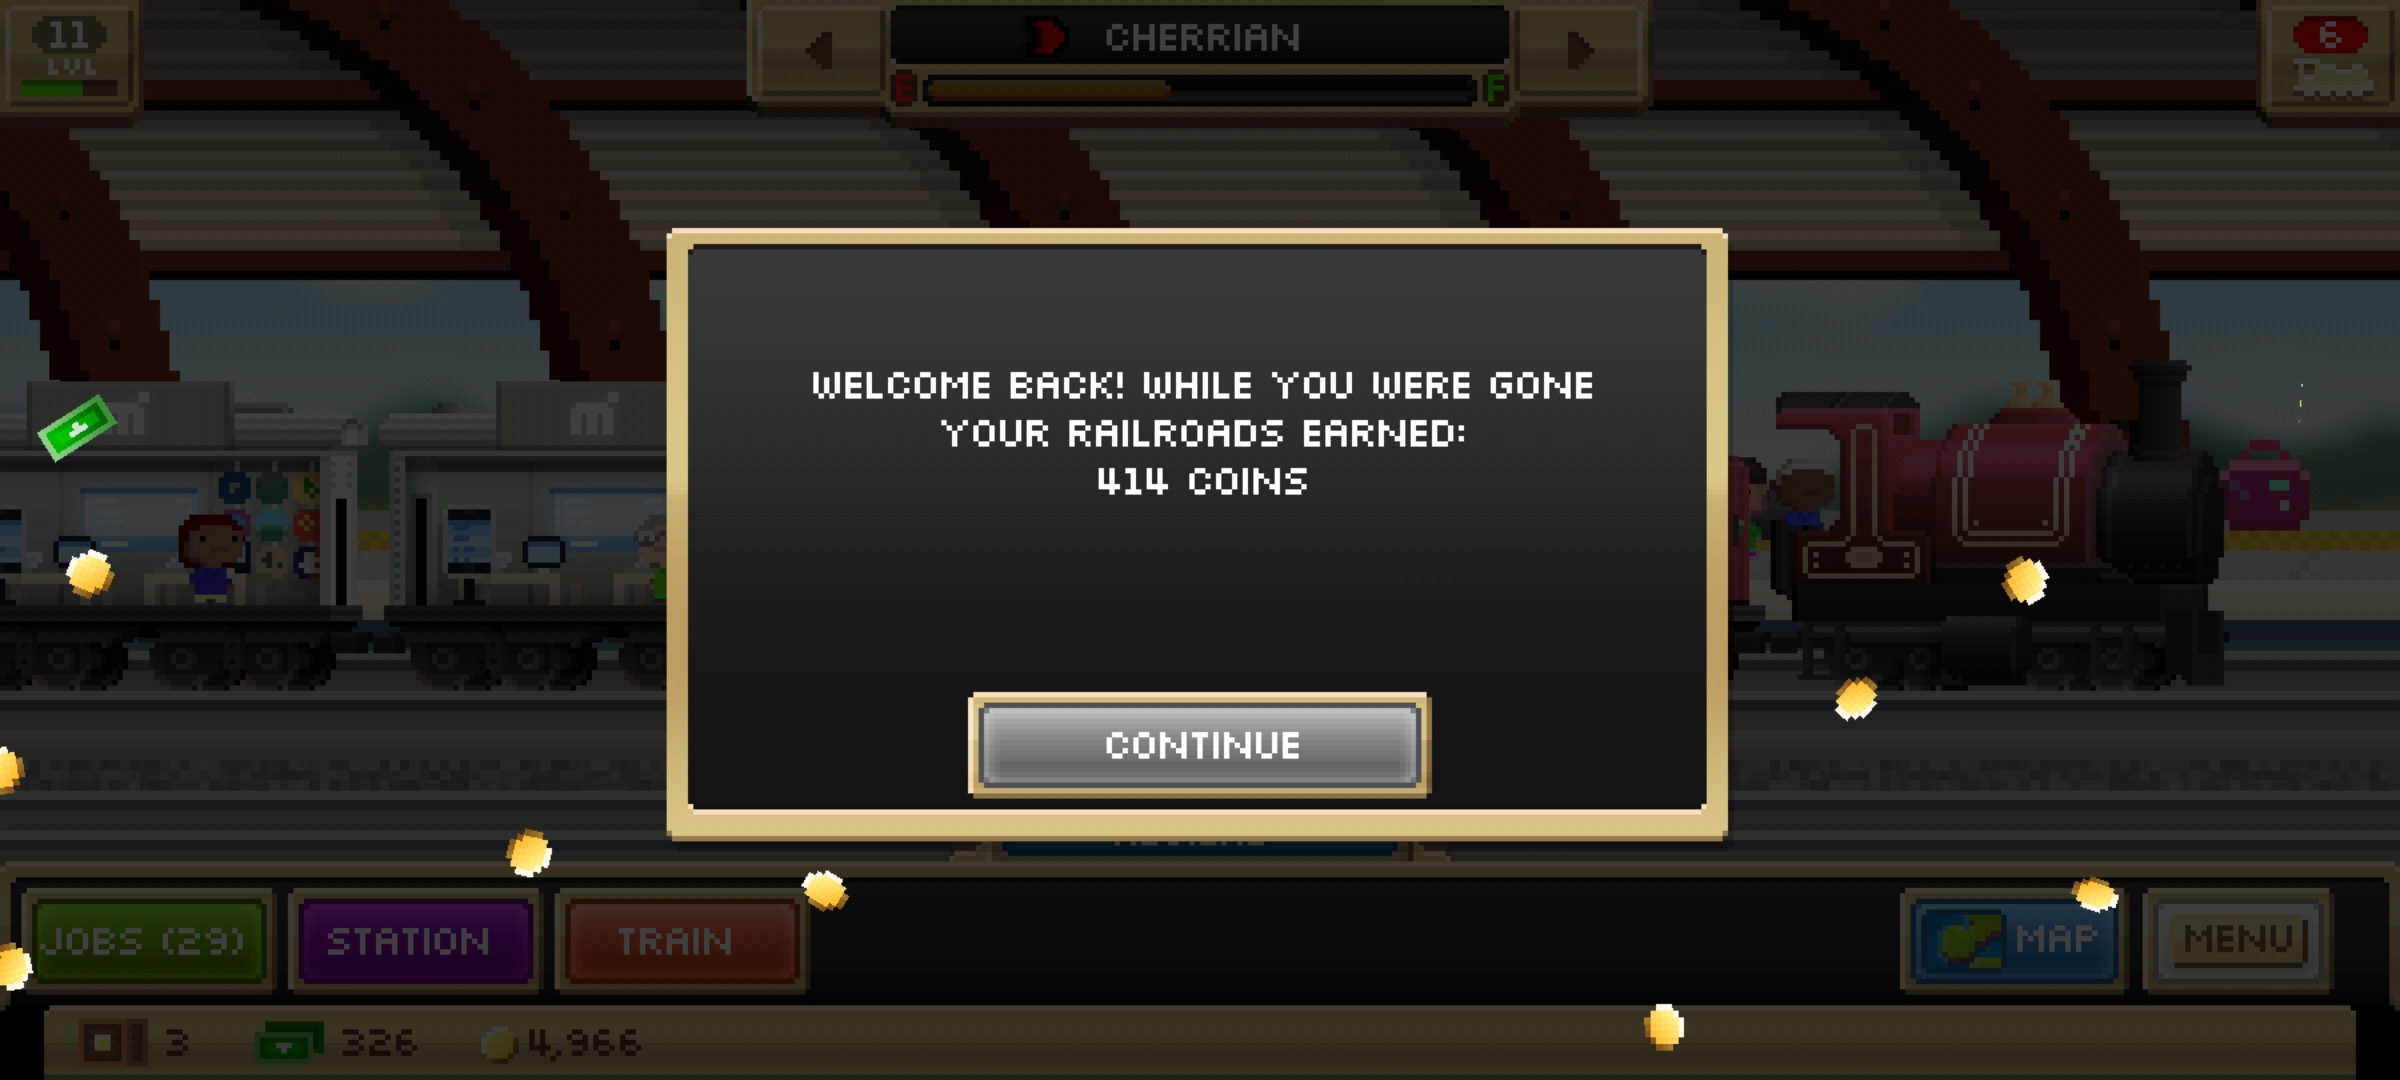 11
LVL
CHERRIAN
E
F
6
WELCOME BACK! WHILE YOU WERE GONE
YOUR RAILROADS EARNED:
414 COINS
CONTINUE
JOBS (29)
STATION
TRAIN
MAP
MENU
3
326
4,966